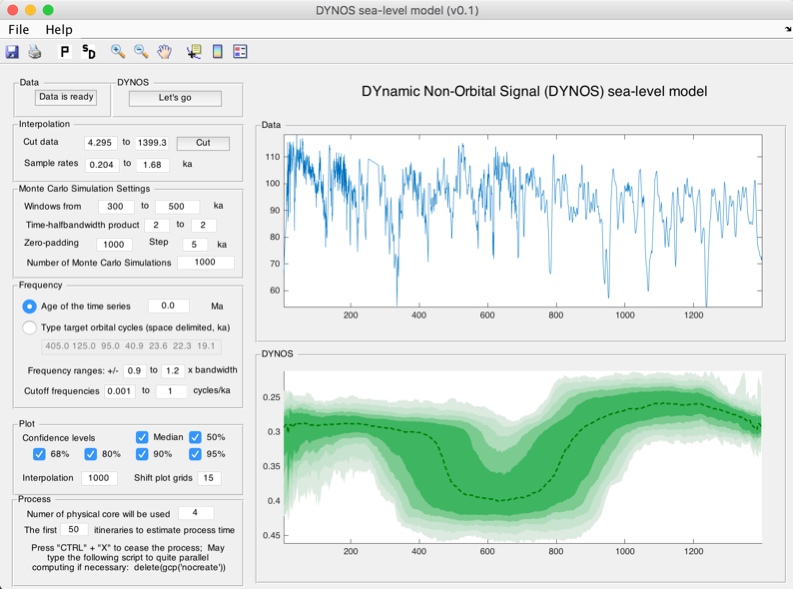 DYNOS sea-level model (v0.1)
File Help
P SD
Data
Data is ready
DYNOS
Let's go
Interpolation
Cut data 4.295 to 1399.3 Cut
Sample rates 0.204 to 1.68 ka
Monte Carlo Simulation Settings
Windows from 300 to 500 ka
Time-halfbandwidth product 2 to 2
Zero-padding 1000 Step 5 ka
Number of Monte Carlo Simulations 1000
Frequency
Age of the time series 0.0 Ma
Type target orbital cycles (space delimited, ka)
405.0 125.0 95.0 40.9 23.6 22.3 19.1
Frequency ranges: +/- 0.9 to 1.2 x bandwidth
Cutoff frequencies 0.001 to 1 cycles/ka
Plot
Confidence levels Median 50%
68% 80% 90% 95%
Interpolation 1000 Shift plot grids 15
Process
Numer of physical core will be used 4
The first 50 itineraries to estimate process time
Press "CTRL" + "X" to cease the process; May
type the following script to quite parallel
computing if necessary: delete(gcp('nocreate'))
DYnamic Non-Orbital Signal (DYNOS) sea-level model
Data
110
100
90
80
70
60
200 400 600 800 1000 1200
DYNOS
0.25
0.3
0.35
0.4
0.45
200 400 600 800 1000 1200